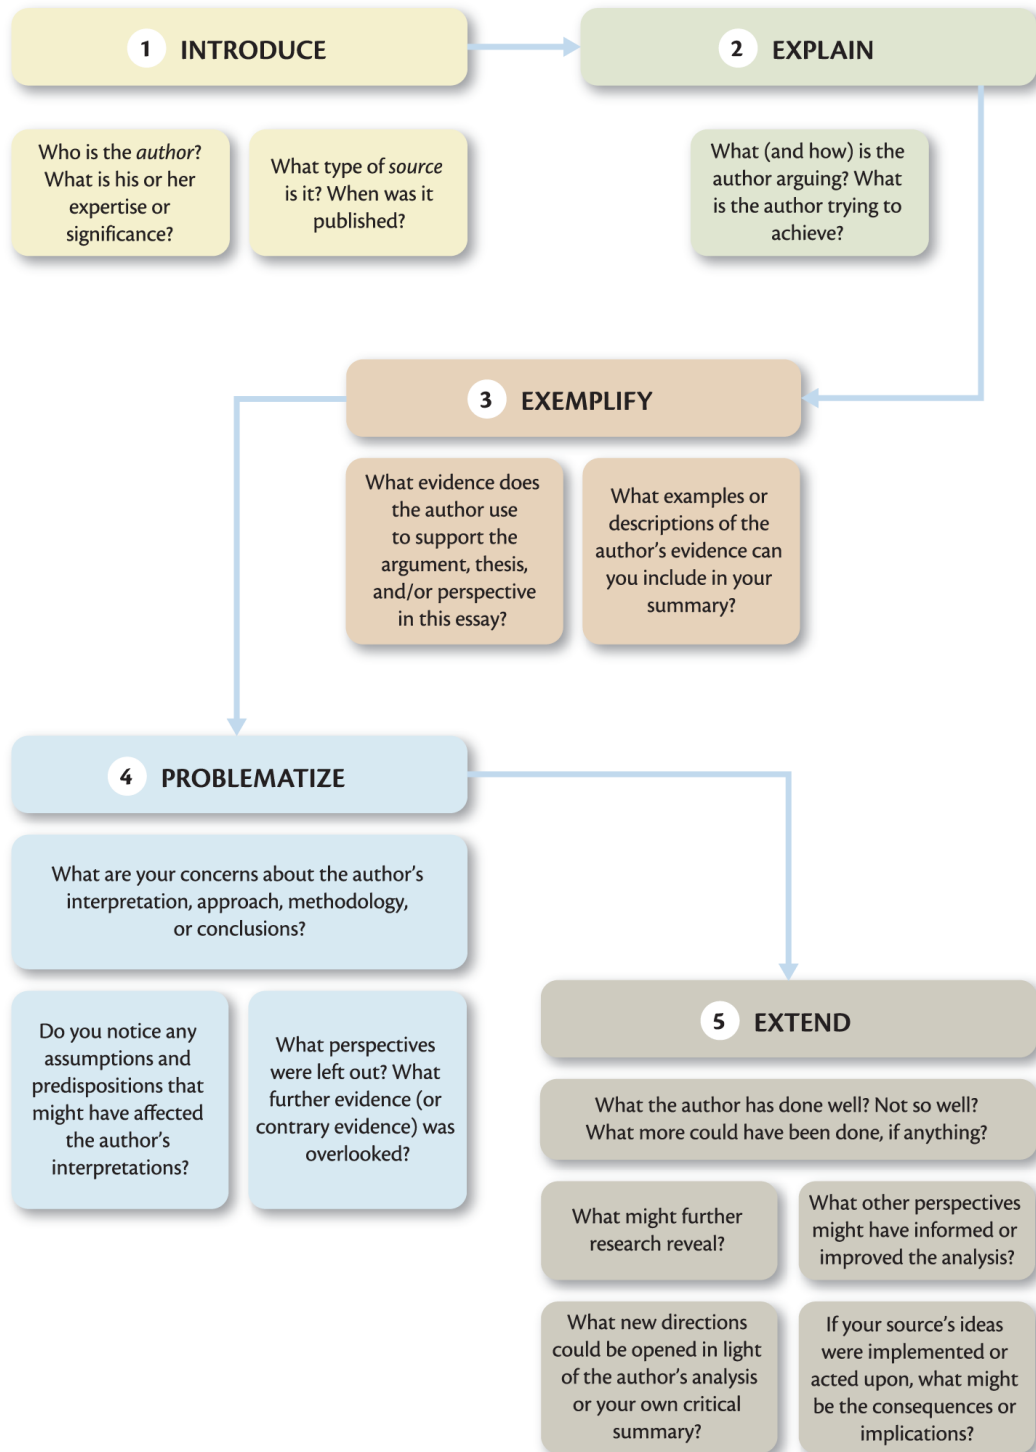 1 INTRODUCE
2 EXPLAIN
Who is the author?
What is his or her
expertise or
significance?
What type of source
is it? When was it
published?
What (and how) is the
author arguing? What
is the author trying to
achieve?
3 EXEMPLIFY
What evidence does
the author use
to support the
argument, thesis,
and/or perspective
in this essay?
What examples or
descriptions of the
author's evidence can
you include in your
summary?
4 PROBLEMATIZE
What are your concerns about the author's
interpretation, approach, methodology,
or conclusions?
Do you notice any
assumptions and
predispositions that
might have affected
the author's
interpretations?
What perspectives
were left out? What
further evidence (or
contrary evidence) was
overlooked?
5 EXTEND
What the author has done well? Not so well?
What more could have been done, if anything?
What might further
research reveal?
What other perspectives
might have informed or
improved the analysis?
What new directions
could be opened in light
of the author's analysis
or your own critical
summary?
If your source's ideas
were implemented or
acted upon, what might
be the consequences or
implications?